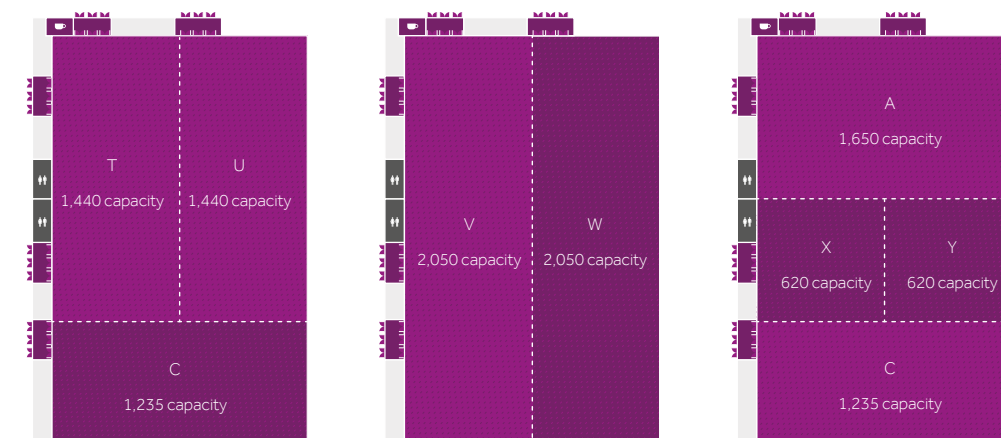 T
1,440 capacity
U
1,440 capacity
C
1,235 capacity
V
2,050 capacity
W
2,050 capacity
A
1,650 capacity
X
620 capacity
Y
620 capacity
C
1,235 capacity